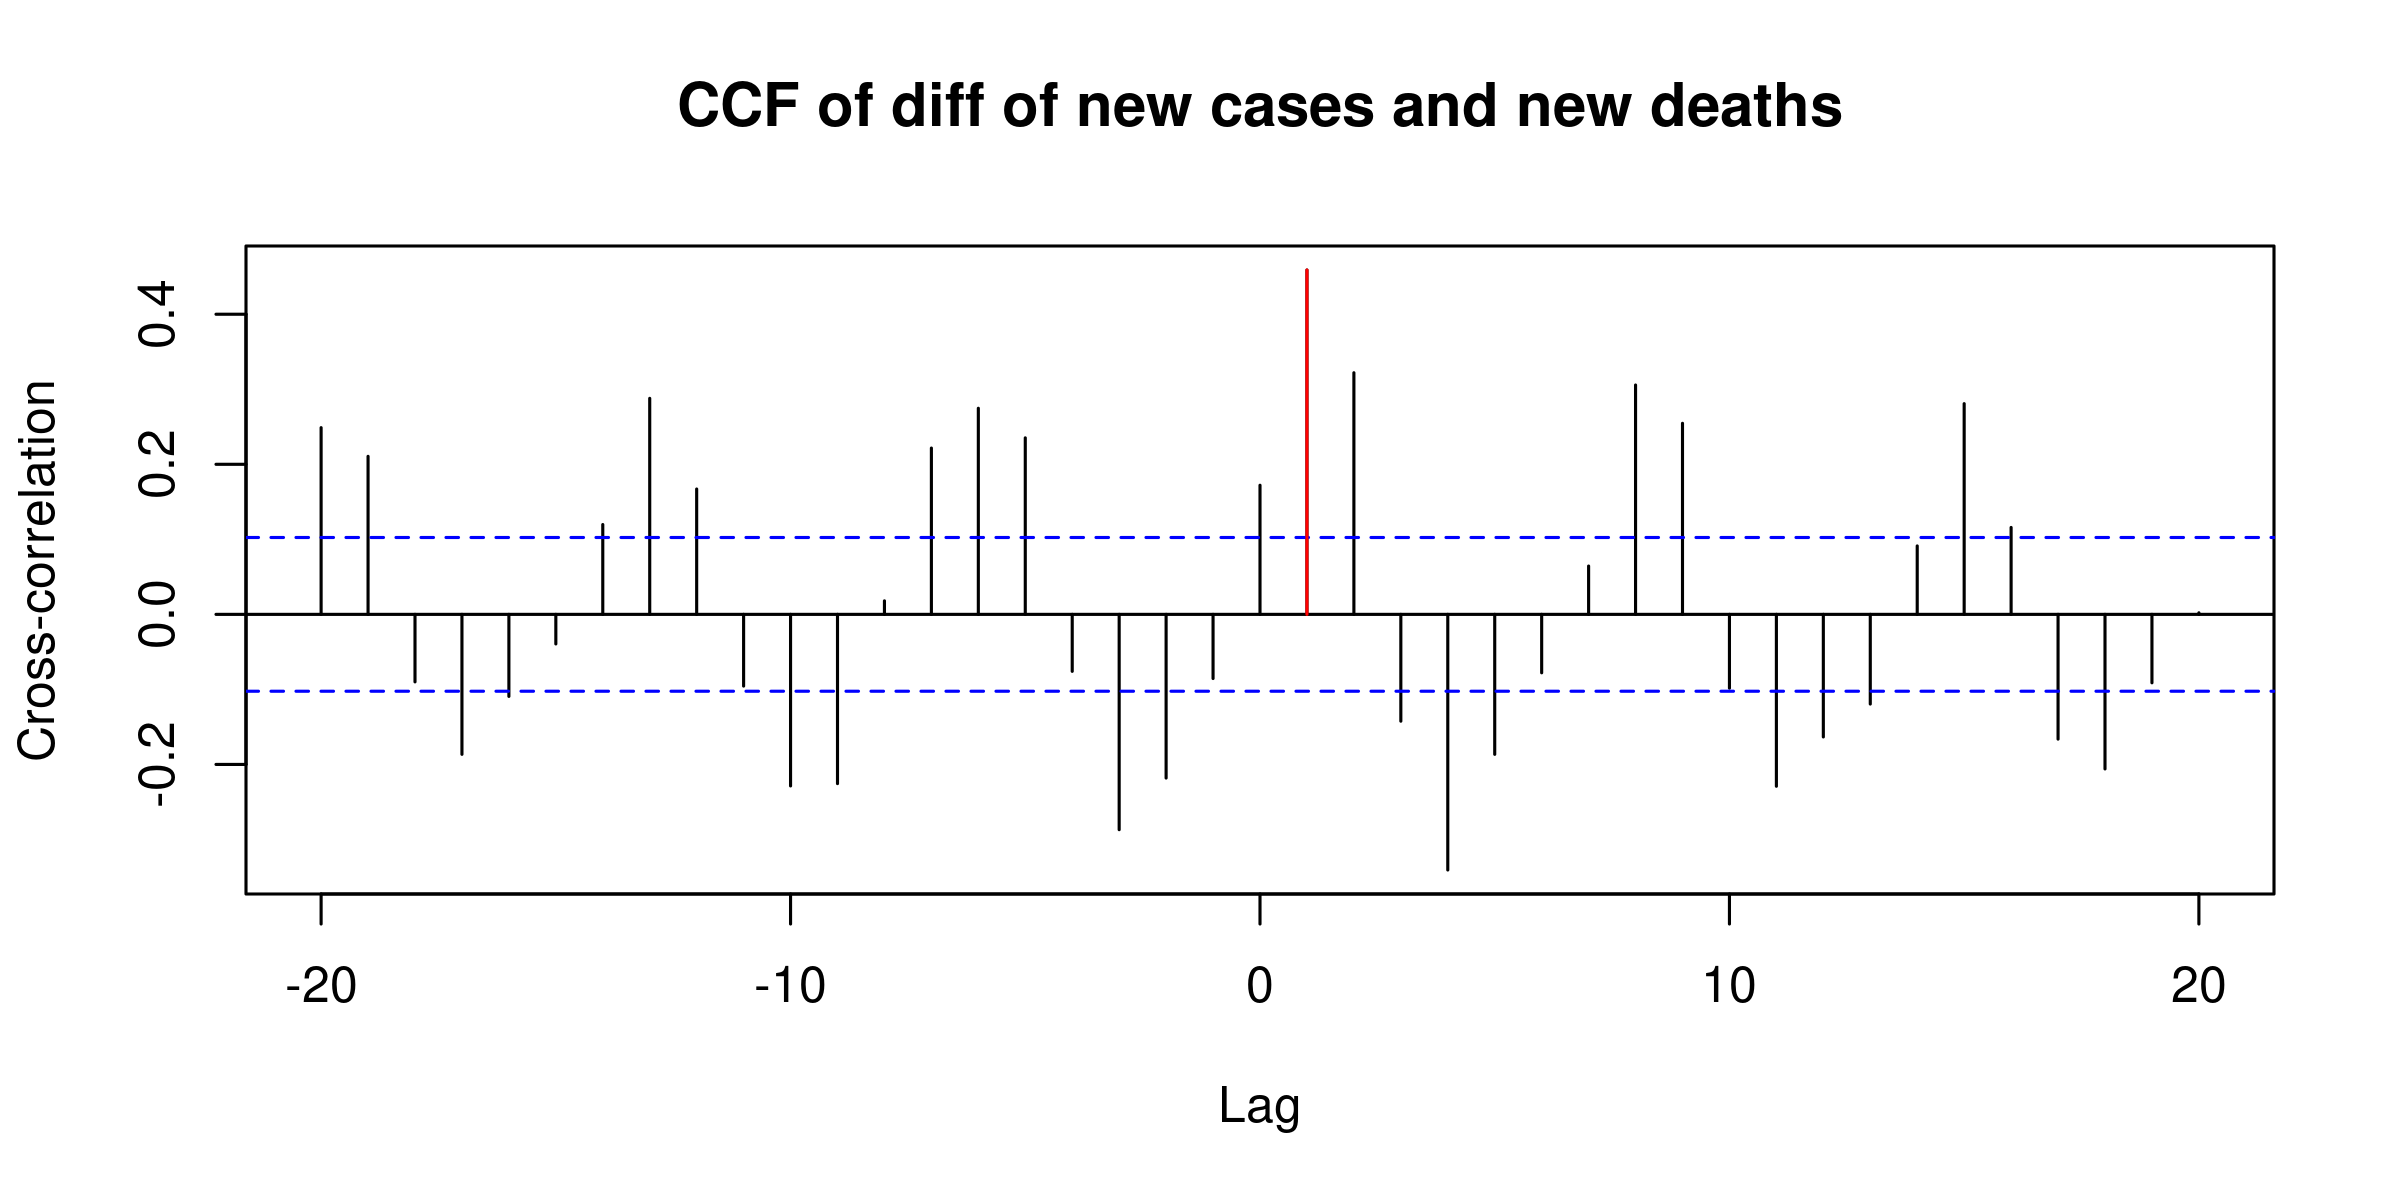 CCF of diff of new cases and new deaths
Cross-correlation
0.4
0.2
0.0
-0.2
-20 -10 0 10 20
Lag